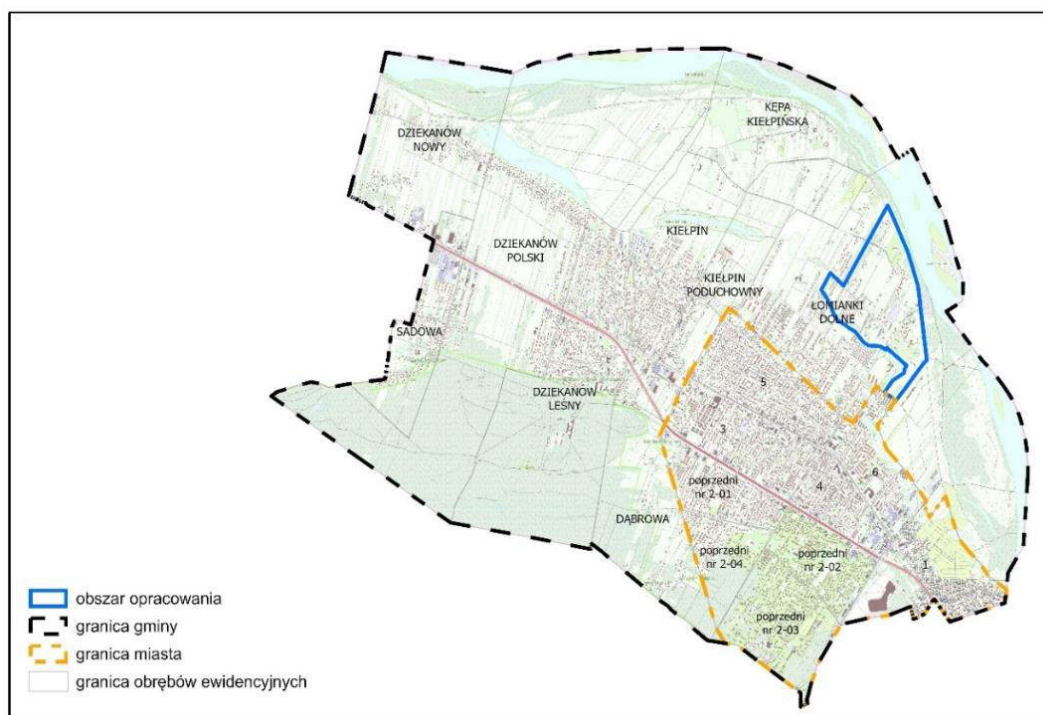 KĘPA
KIEŁPIŃSKA
DZIEKANÓW
NOWY
KIEŁPIN
DZIEKANÓW
POLSKI
KIEŁPIN
PODUCHOWNY
ŁOMIANKI
DOLNE
SADOWA
5
DZIEKANÓW
LEŚNY
3
6
poprzedni
nr 2-01
4
DĄBROWA
poprzedni
nr 2-04
poprzedni
nr 2-02
1
poprzedni
nr 2-03
obszar opracowania
granica gminy
granica miasta
granica obrębów ewidencyjnych